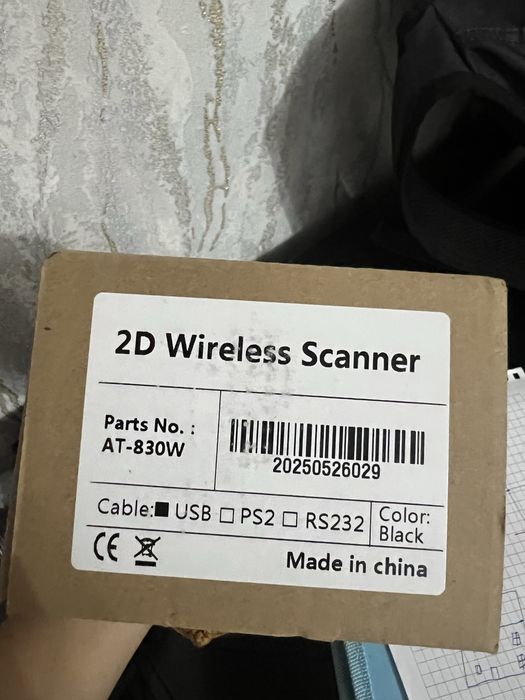 2D Wireless Scanner
Parts No. :
AT-830W
20250526029
Cable:■ USB □ PS2 □ RS232
Color:
Black
CE
Made in china